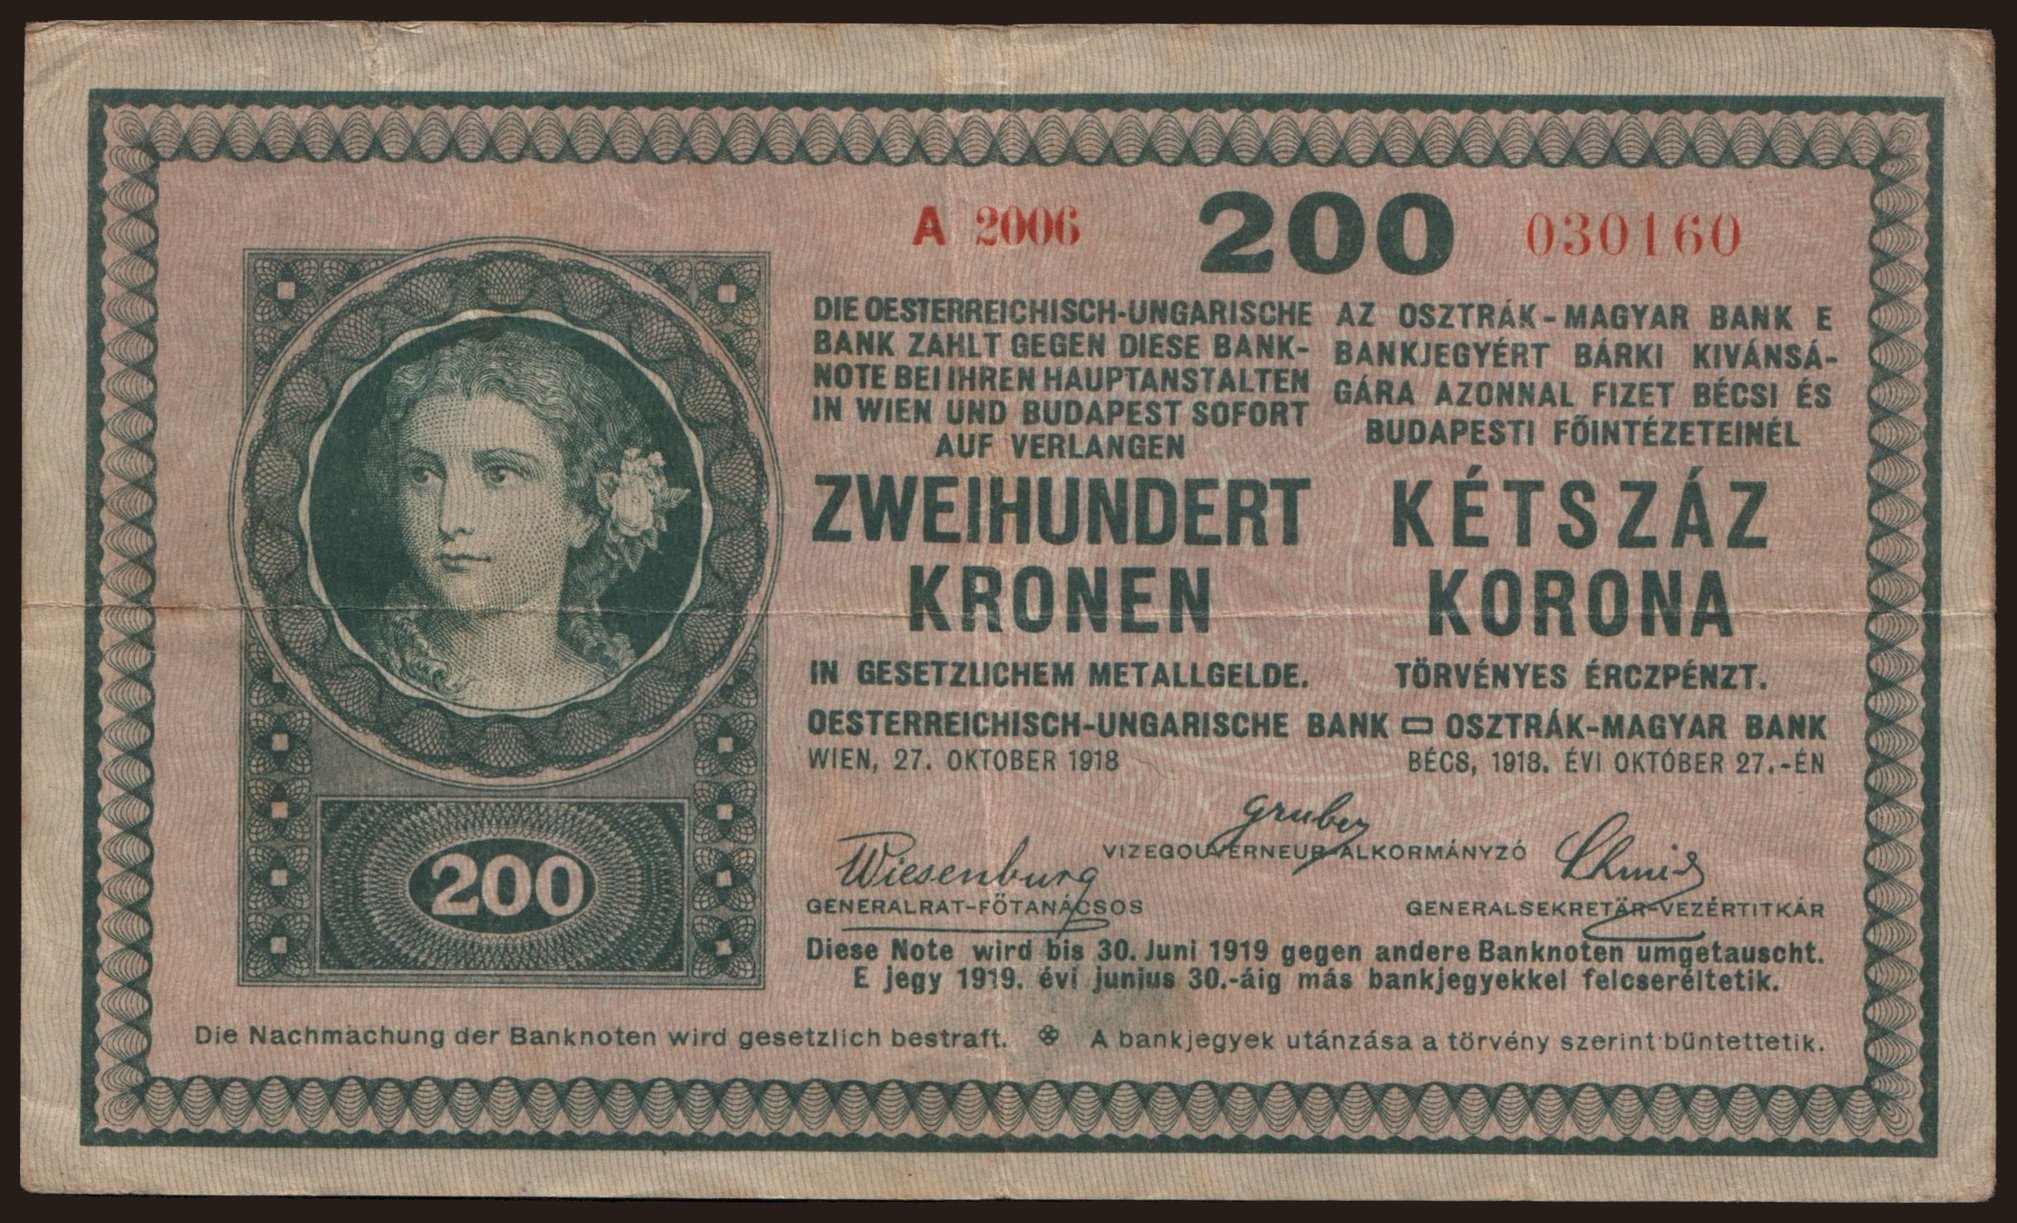 A 2006 200 030160
DIE OESTERREICHISCH-UNGARISCHE
BANK ZAHLT GEGEN DIESE BANK-
NOTE BEI IHREN HAUPTANSTALTEN
IN WIEN UND BUDAPEST SOFORT
AUF VERLANGEN
ZWEIHUNDERT
KRONEN
IN GESETZLICHEM METALLGELDE.
AZ OSZTRÁK-MAGYAR BANK E
BANKJEGYÉRT BÁRKI KIVÁNSÁ-
GÁRA AZONNAL FIZET BÉCSI ÉS
BUDAPESTI FŐINTÉZETEINÉL
KÉTSZÁZ
KORONA
TÖRVÉNYES ÉRCZPÉNZT.
OESTERREICHISCH-UNGARISCHE BANK ▭ OSZTRÁK-MAGYAR BANK
WIEN, 27. OKTOBER 1918
BÉCS, 1918. ÉVI OKTÓBER 27.-ÉN
Gruber
VIZEGOUVERNEUR-ALKORMÁNYZÓ
Wiesenburg
GENERALRAT-FŐTANÁCSOS
Schmid
GENERALSEKRETÄR-VEZÉRTITKÁR
200
Diese Note wird bis 30. Juni 1919 gegen andere Banknoten umgetauscht.
E jegy 1919. évi junius 30.-áig más bankjegyekkel felcseréltetik.
Die Nachmachung der Banknoten wird gesetzlich bestraft. A bankjegyek utánzása a törvény szerint büntettetik.